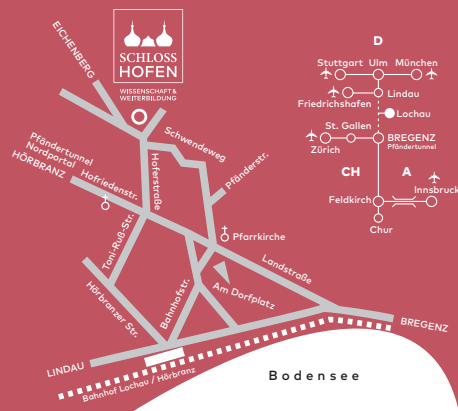 SCHLOSS
HOFEN
WISSENSCHAFT &
WEITERBILDUNG
EICHENBERG
Schwendeweg
Pfändertunnel
Nordportal
HÖRBRANZ
Hofriedenstr.
Hoferstraße
Pfänderstr.
Toni-Ruß-Str.
Pfarrkirche
Landstraße
Hörbranzer Str.
Bahnhofstr.
Am Dorfplatz
LINDAU
Bahnhof Lochau / Hörbranz
BREGENZ
Bodensee
D
Stuttgart Ulm München
Friedrichshafen
Lindau
Lochau
St. Gallen
Zürich
BREGENZ
Pfändertunnel
CH A
Innsbruck
Feldkirch
Chur